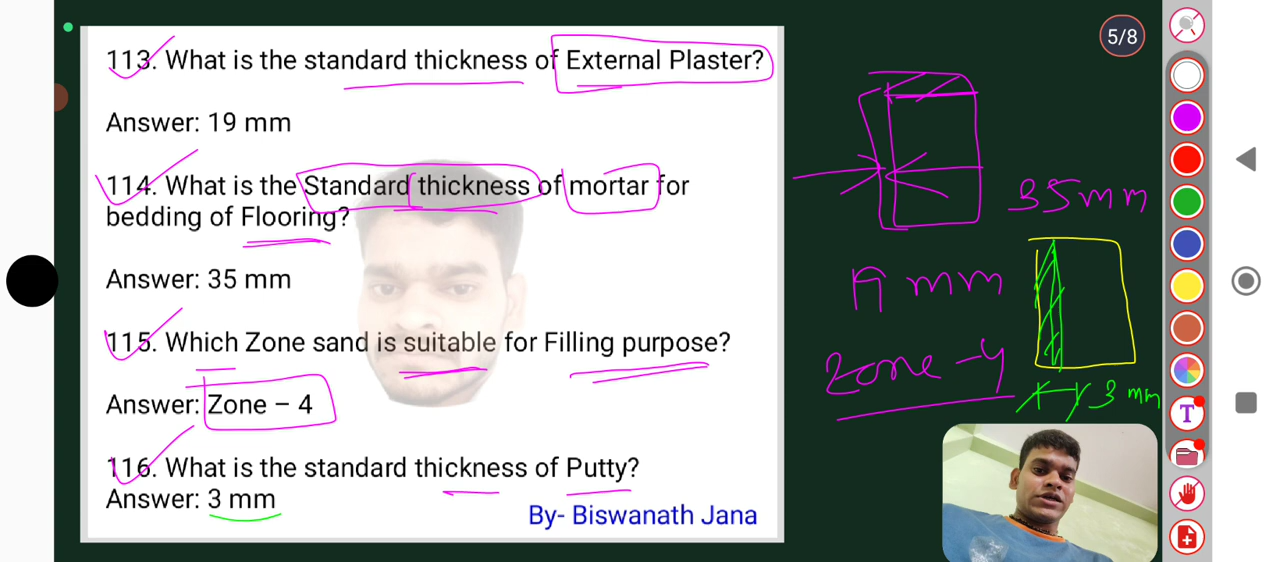 5/8
113. What is the standard thickness of External Plaster?
Answer: 19 mm
114. What is the Standard thickness of mortar for
bedding of Flooring?
Answer: 35 mm
115. Which Zone sand is suitable for Filling purpose?
Answer: Zone – 4
116. What is the standard thickness of Putty?
Answer: 3 mm
By- Biswanath Jana
35mm
19 mm
Zone -4
3 mm
T